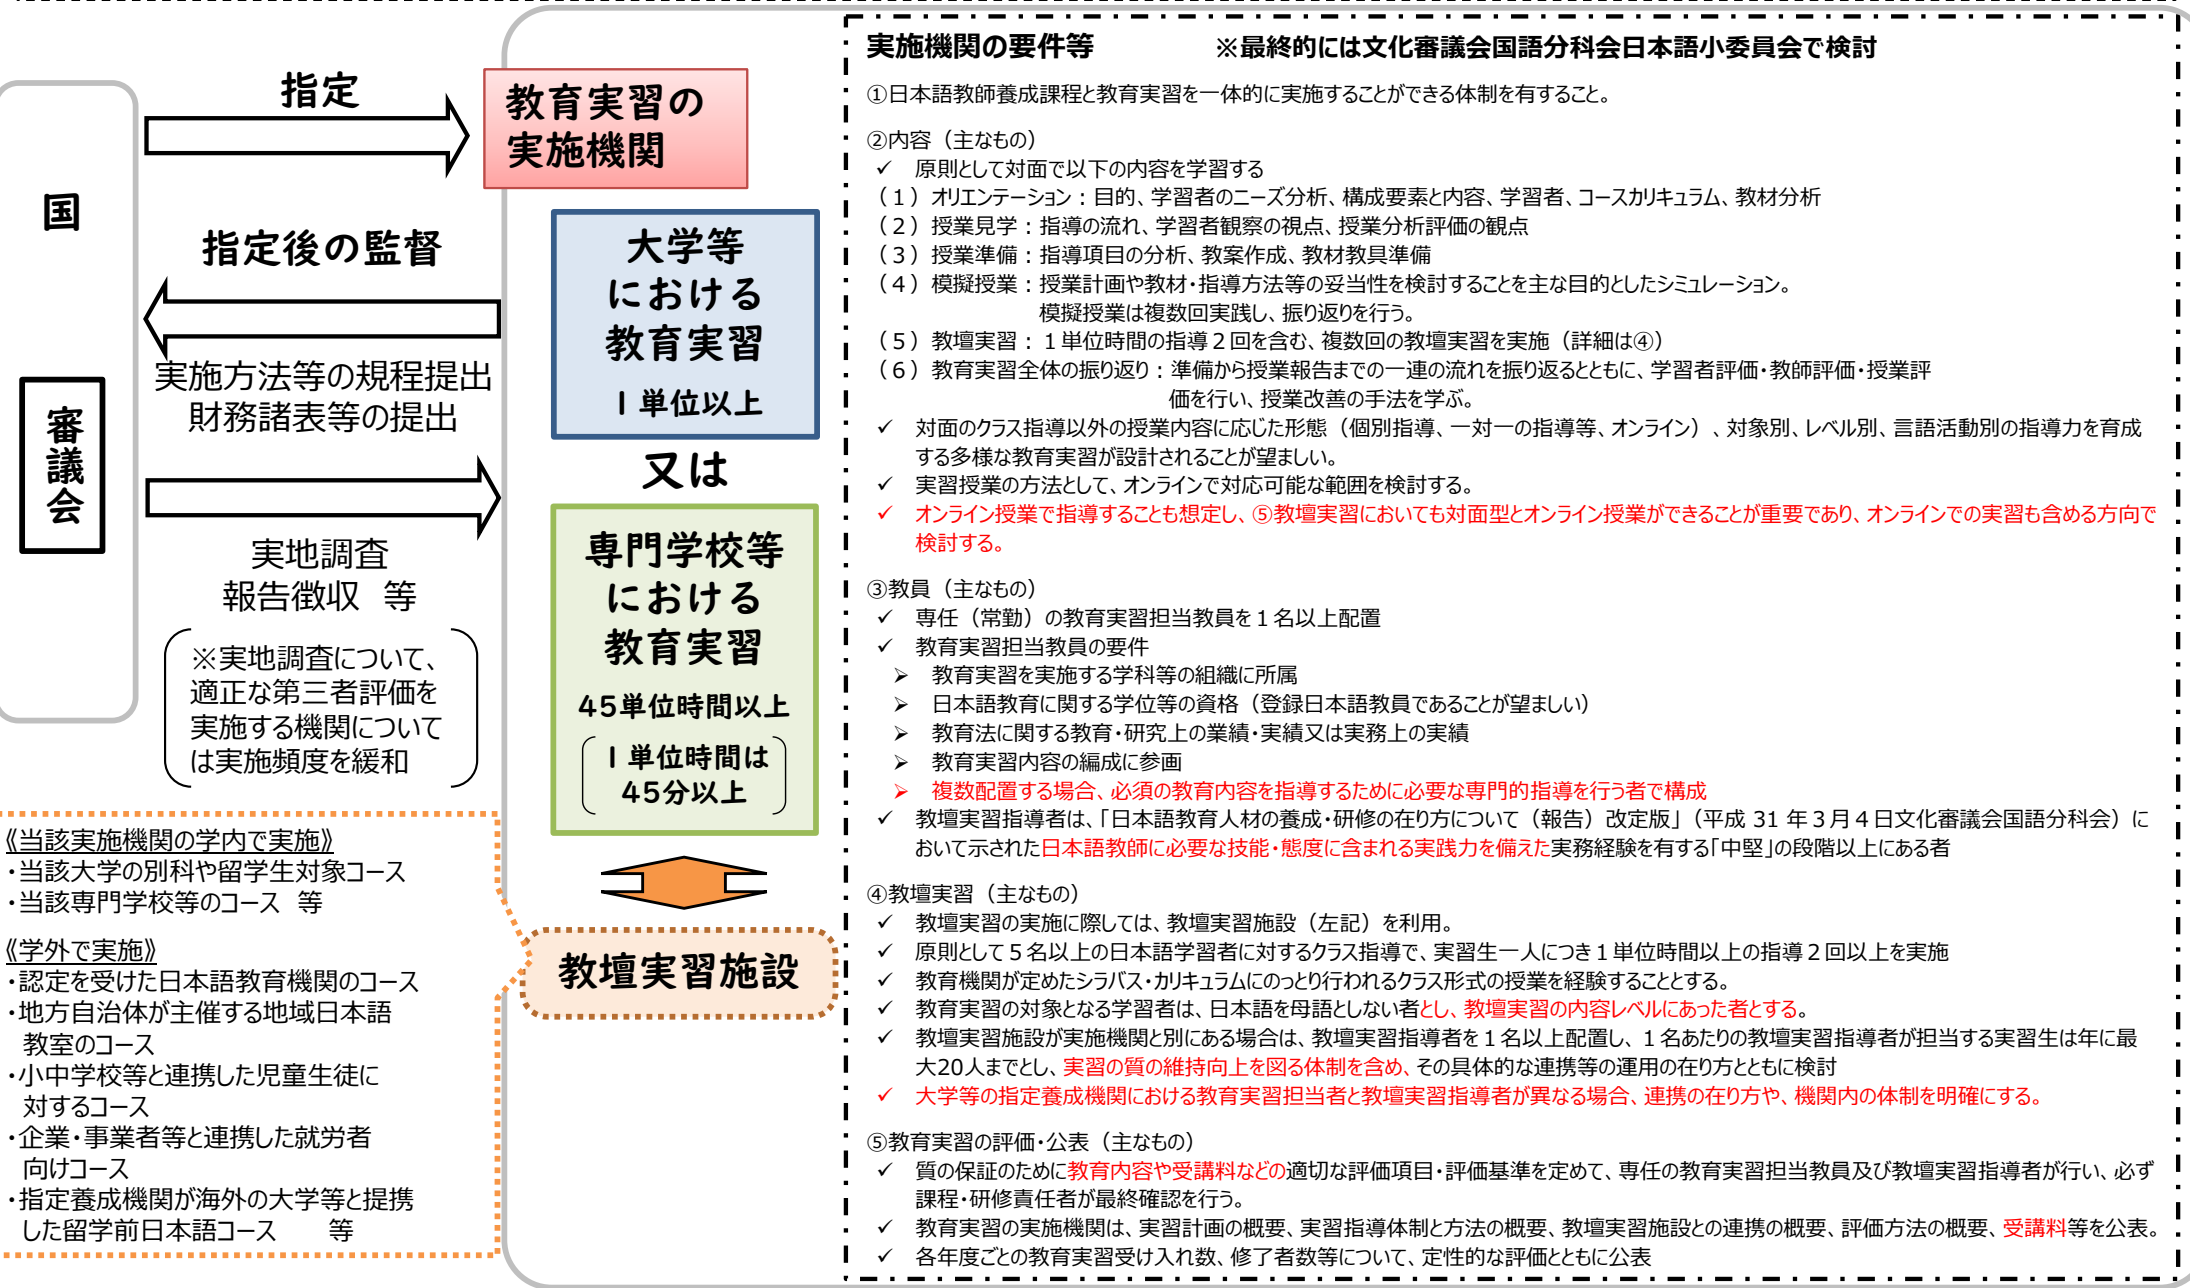 国
審議会
指定
指定後の監督
実施方法等の規程提出
財務諸表等の提出
実地調査
報告徴収　等
※実地調査について、
適正な第三者評価を
実施する機関について
は実施頻度を緩和
教育実習の
実施機関
大学等
における
教育実習
1単位以上
又は
専門学校等
における
教育実習
45単位時間以上
1単位時間は
45分以上
教壇実習施設
《当該実施機関の学内で実施》
・当該大学の別科や留学生対象コース
・当該専門学校等のコース　等
《学外で実施》
・認定を受けた日本語教育機関のコース
・地方自治体が主催する地域日本語
教室のコース
・小中学校等と連携した児童生徒に
対するコース
・企業・事業者等と連携した就労者
向けコース
・指定養成機関が海外の大学等と提携
した留学前日本語コース　　等
実施機関の要件等　　　※最終的には文化審議会国語分科会日本語小委員会で検討
①日本語教師養成課程と教育実習を一体的に実施することができる体制を有すること。
②内容（主なもの）
✓ 原則として対面で以下の内容を学習する
（１）オリエンテーション：目的、学習者のニーズ分析、構成要素と内容、学習者、コースカリキュラム、教材分析
（２）授業見学：指導の流れ、学習者観察の視点、授業分析評価の観点
（３）授業準備：指導項目の分析、教案作成、教材教具準備
（４）模擬授業：授業計画や教材・指導方法等の妥当性を検討することを主な目的としたシミュレーション。
模擬授業は複数回実践し、振り返りを行う。
（５）教壇実習：１単位時間の指導２回を含む、複数回の教壇実習を実施（詳細は④）
（６）教育実習全体の振り返り：準備から授業報告までの一連の流れを振り返るとともに、学習者評価・教師評価・授業評
価を行い、授業改善の手法を学ぶ。
✓ 対面のクラス指導以外の授業内容に応じた形態（個別指導、一対一の指導等、オンライン）、対象別、レベル別、言語活動別の指導力を育成
する多様な教育実習が設計されることが望ましい。
✓ 実習授業の方法として、オンラインで対応可能な範囲を検討する。
✓ オンライン授業で指導することも想定し、⑤教壇実習においても対面型とオンライン授業ができることが重要であり、オンラインでの実習も含める方向で
検討する。
③教員（主なもの）
✓ 専任（常勤）の教育実習担当教員を１名以上配置
✓ 教育実習担当教員の要件
➢ 教育実習を実施する学科等の組織に所属
➢ 日本語教育に関する学位等の資格（登録日本語教員であることが望ましい）
➢ 教育法に関する教育・研究上の業績・実績又は実務上の実績
➢ 教育実習内容の編成に参画
➢ 複数配置する場合、必須の教育内容を指導するために必要な専門的指導を行う者で構成
✓ 教壇実習指導者は、「日本語教育人材の養成・研修の在り方について（報告）改定版」（平成 31 年３月４日文化審議会国語分科会）に
おいて示された日本語教師に必要な技能・態度に含まれる実践力を備えた実務経験を有する「中堅」の段階以上にある者
④教壇実習（主なもの）
✓ 教壇実習の実施に際しては、教壇実習施設（左記）を利用。
✓ 原則として５名以上の日本語学習者に対するクラス指導で、実習生一人につき１単位時間以上の指導２回以上を実施
✓ 教育機関が定めたシラバス・カリキュラムにのっとり行われるクラス形式の授業を経験することとする。
✓ 教育実習の対象となる学習者は、日本語を母語としない者とし、教壇実習の内容レベルにあった者とする。
✓ 教壇実習施設が実施機関と別にある場合は、教壇実習指導者を１名以上配置し、１名あたりの教壇実習指導者が担当する実習生は年に最
大20人までとし、実習の質の維持向上を図る体制を含め、その具体的な連携等の運用の在り方とともに検討
✓ 大学等の指定養成機関における教育実習担当者と教壇実習指導者が異なる場合、連携の在り方や、機関内の体制を明確にする。
⑤教育実習の評価・公表（主なもの）
✓ 質の保証のために教育内容や受講料などの適切な評価項目・評価基準を定めて、専任の教育実習担当教員及び教壇実習指導者が行い、必ず
課程・研修責任者が最終確認を行う。
✓ 教育実習の実施機関は、実習計画の概要、実習指導体制と方法の概要、教壇実習施設との連携の概要、評価方法の概要、受講料等を公表。
✓ 各年度ごとの教育実習受け入れ数、修了者数等について、定性的な評価とともに公表